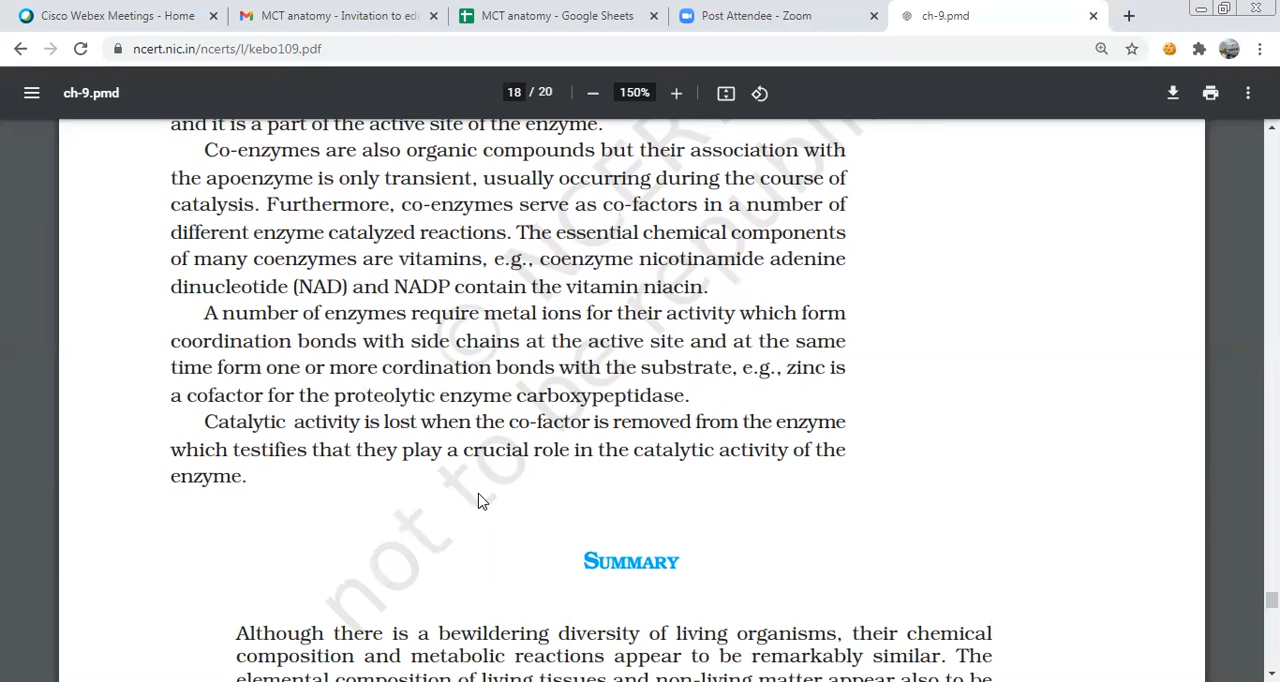 Cisco Webex Meetings - Home
MCT anatomy - Invitation to edi
MCT anatomy - Google Sheets
Post Attendee - Zoom
ch-9.pmd
ncert.nic.in/ncerts/l/kebo109.pdf
ch-9.pmd
18 / 20
150%
and it is a part of the active site of the enzyme.
Co-enzymes are also organic compounds but their association with
the apoenzyme is only transient, usually occurring during the course of
catalysis. Furthermore, co-enzymes serve as co-factors in a number of
different enzyme catalyzed reactions. The essential chemical components
of many coenzymes are vitamins, e.g., coenzyme nicotinamide adenine
dinucleotide (NAD) and NADP contain the vitamin niacin.
A number of enzymes require metal ions for their activity which form
coordination bonds with side chains at the active site and at the same
time form one or more cordination bonds with the substrate, e.g., zinc is
a cofactor for the proteolytic enzyme carboxypeptidase.
Catalytic activity is lost when the co-factor is removed from the enzyme
which testifies that they play a crucial role in the catalytic activity of the
enzyme.
SUMMARY
Although there is a bewildering diversity of living organisms, their chemical
composition and metabolic reactions appear to be remarkably similar. The
elemental composition of living tissues and non-living matter appear also to be
© NCERT
not to be republi